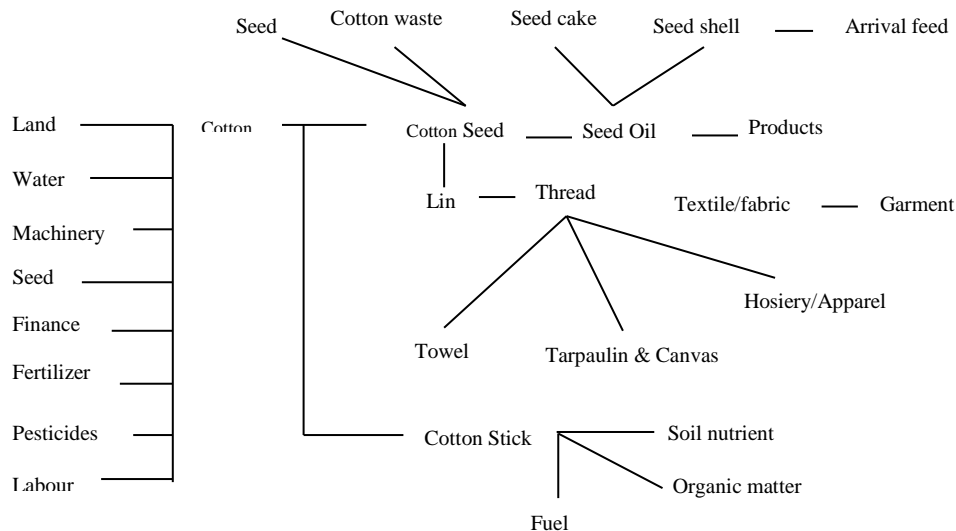 Seed
Cotton waste
Seed cake
Seed shell
Arrival feed
Land
Cotton
Cotton Seed
Seed Oil
Products
Water
Lin
Thread
Textile/fabric
Garment
Machinery
Seed
Hosiery/Apparel
Finance
Towel
Tarpaulin & Canvas
Fertilizer
Pesticides
Cotton Stick
Soil nutrient
Labour
Organic matter
Fuel